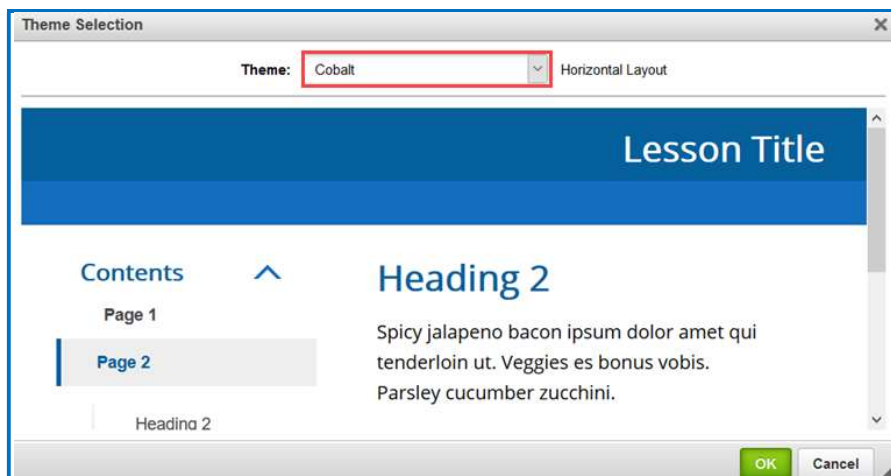 Theme Selection
Theme: Cobalt Horizontal Layout
Lesson Title
Contents
Page 1
Page 2
Heading 2
Heading 2
Spicy jalapeno bacon ipsum dolor amet qui
tenderloin ut. Veggies es bonus vobis.
Parsley cucumber zucchini.
OK Cancel